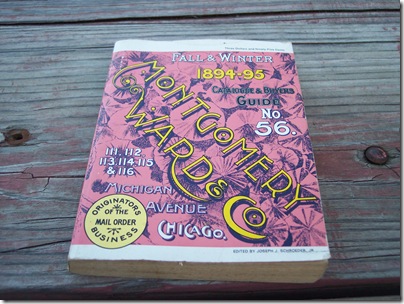 FALL & WINTER
1894-95
CATALOGUE & BUYERS
GUIDE
No.
56.
MONTGOMERY
WARD & Co.
111. 112
113. 114. 115
& 116
MICHIGAN
AVENUE
CHICAGO.
ORIGINATORS
OF THE
MAIL ORDER
BUSINESS
EDITED BY JOSEPH J. SCHROEDER, JR.